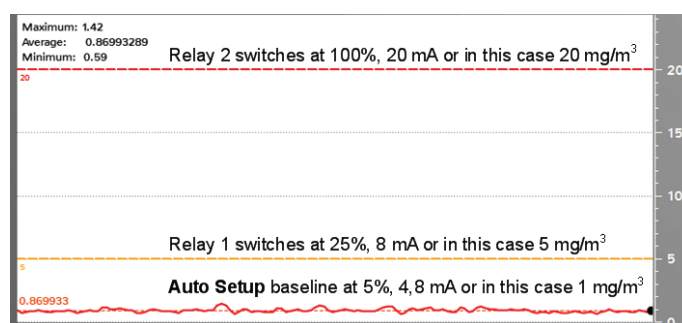 Maximum: 1.42
Average: 0.86993289
Minimum: 0.59
Relay 2 switches at 100%, 20 mA or in this case 20 mg/m³
20
20
15
10
Relay 1 switches at 25%, 8 mA or in this case 5 mg/m³
5
5
Auto Setup baseline at 5%, 4,8 mA or in this case 1 mg/m³
0.869933
0